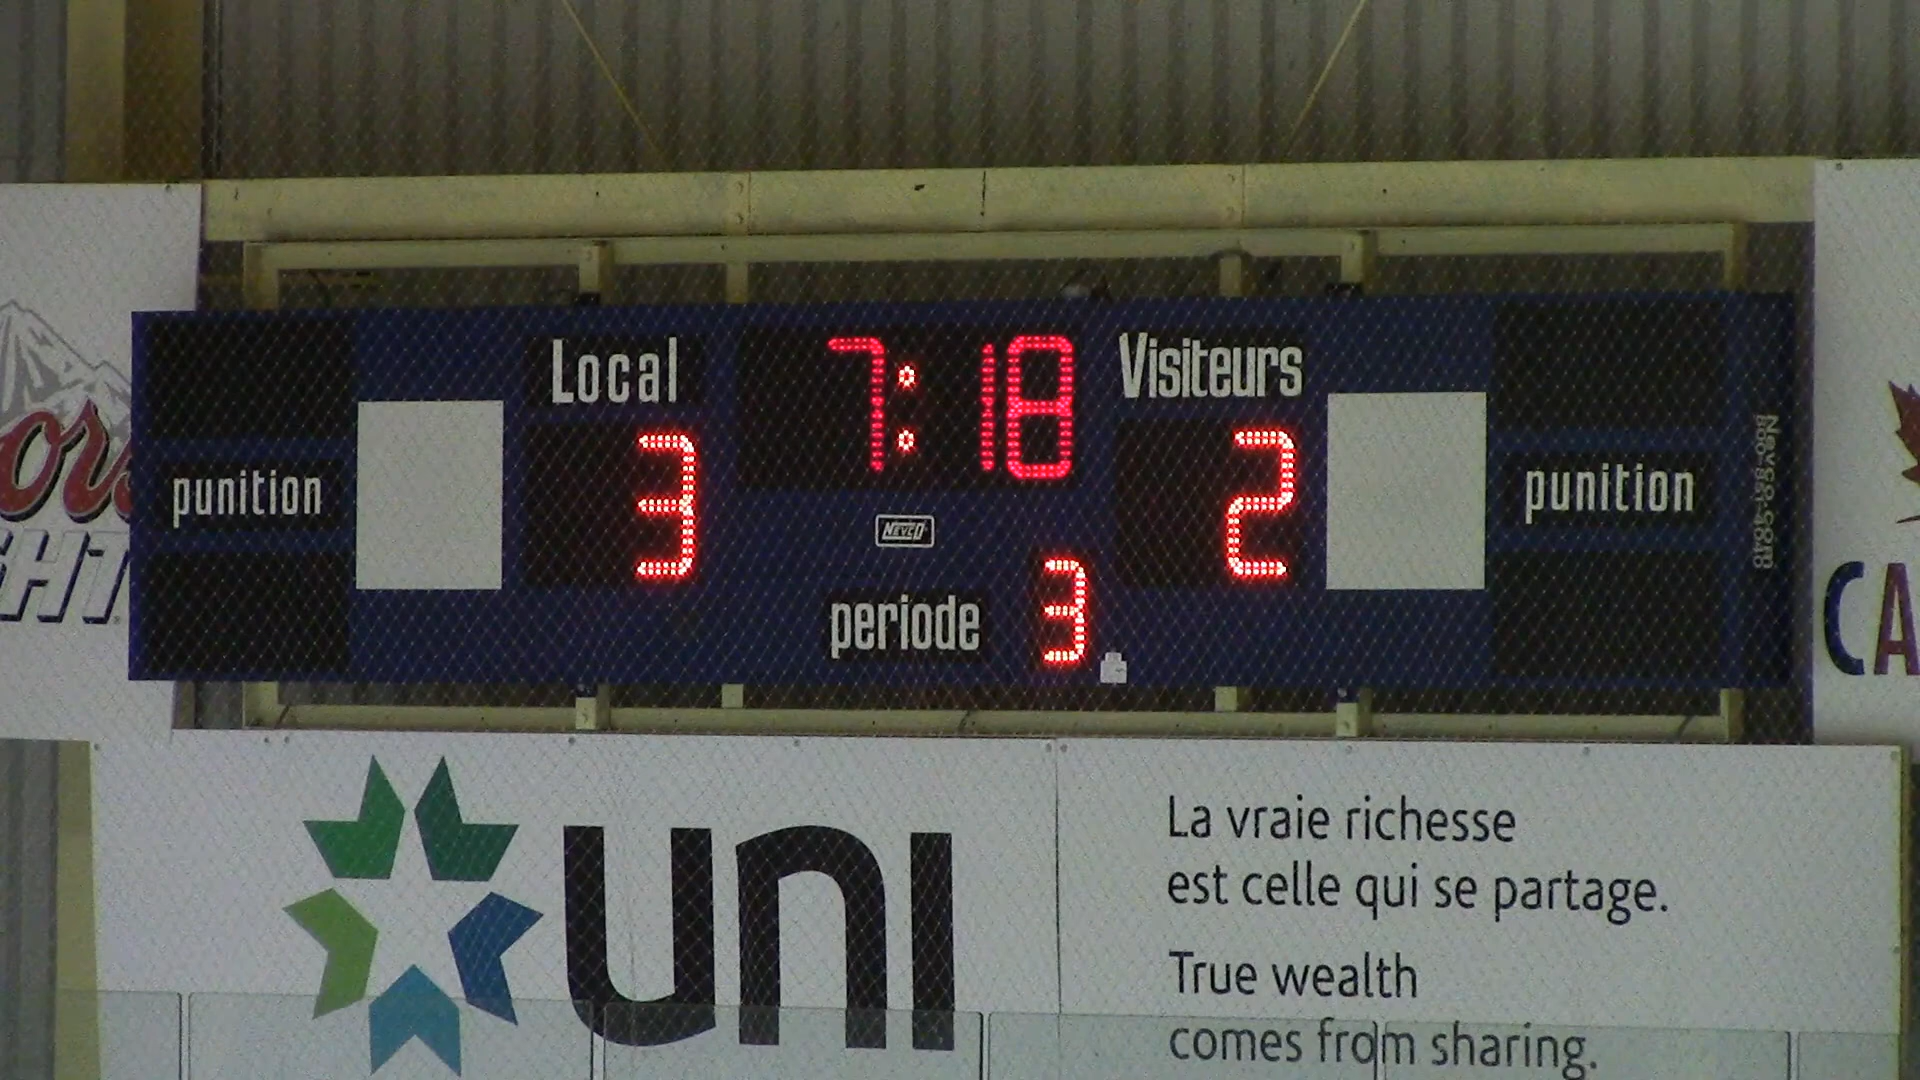 Local 7:18 Visiteurs
punition 3 2 punition
NEVCO
periode 3
uni
La vraie richesse
est celle qui se partage.
True wealth
comes from sharing.
CA